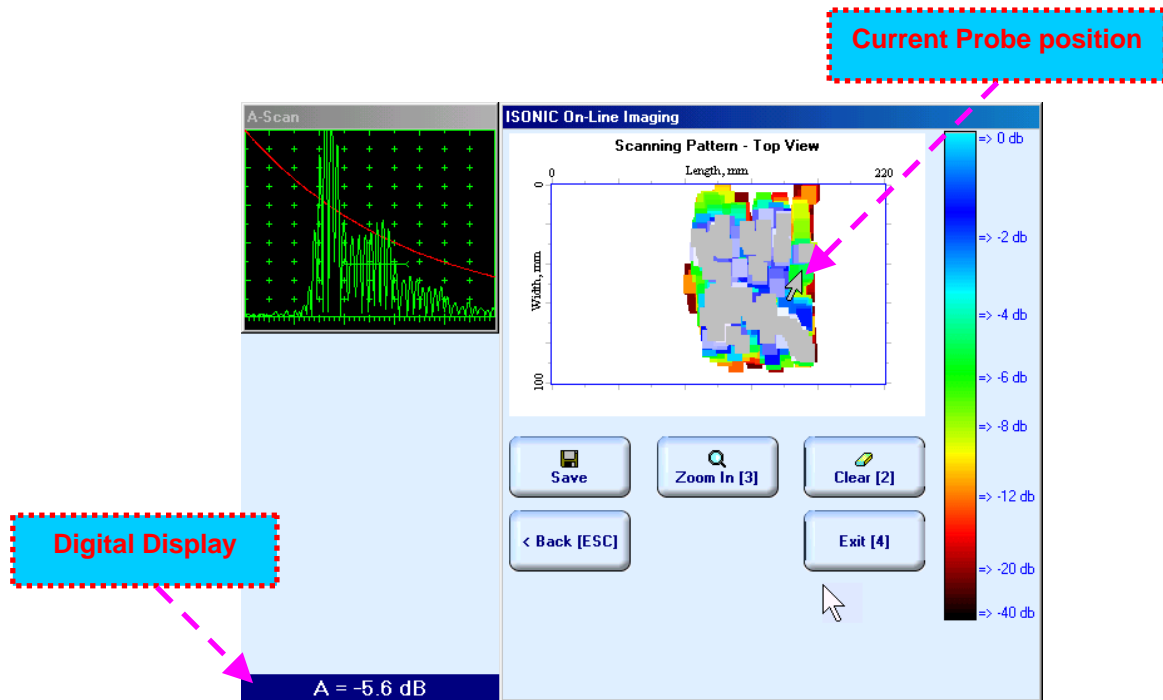 Current Probe position
A-Scan
ISONIC On-Line Imaging
Scanning Pattern - Top View
Length, mm
0
220
0
Width, mm
100
=> 0 db
=> -2 db
=> -4 db
=> -6 db
=> -8 db
=> -12 db
=> -20 db
=> -40 db
Save
Zoom In [3]
Clear [2]
< Back [ESC]
Exit [4]
Digital Display
A = -5.6 dB